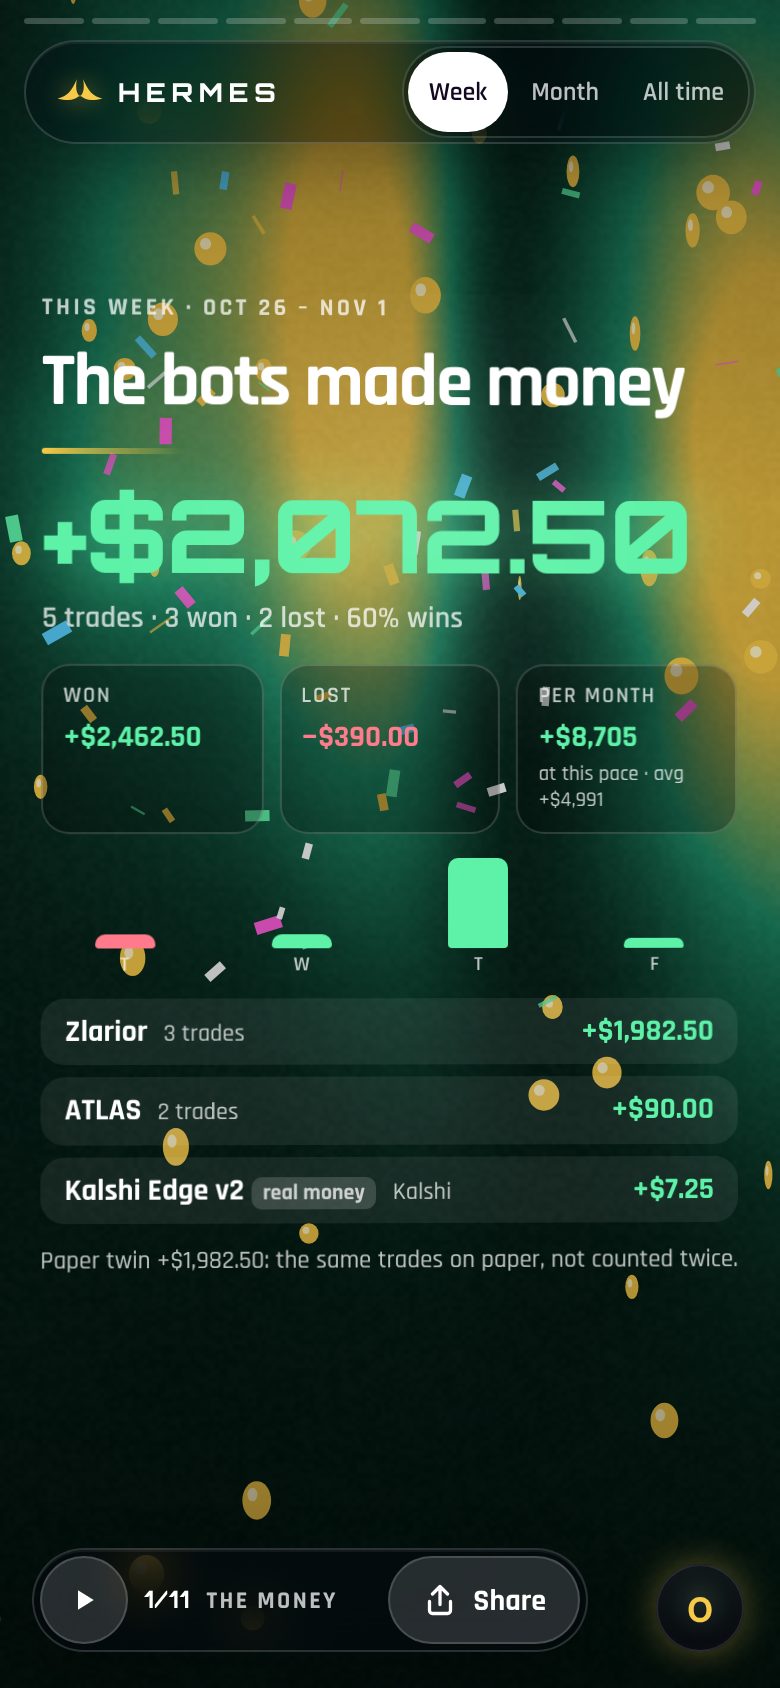 HERMES
Week Month All time
THIS WEEK · OCT 26 – NOV 1
The bots made money
+$2,072.50
5 trades · 3 won · 2 lost · 60% wins
WON
+$2,462.50
LOST
−$390.00
PER MONTH
+$8,705
at this pace · avg
+$4,991
T W T F
Zlarior 3 trades +$1,982.50
ATLAS 2 trades +$90.00
Kalshi Edge v2 real money Kalshi +$7.25
Paper twin +$1,982.50: the same trades on paper, not counted twice.
1/11 THE MONEY Share O